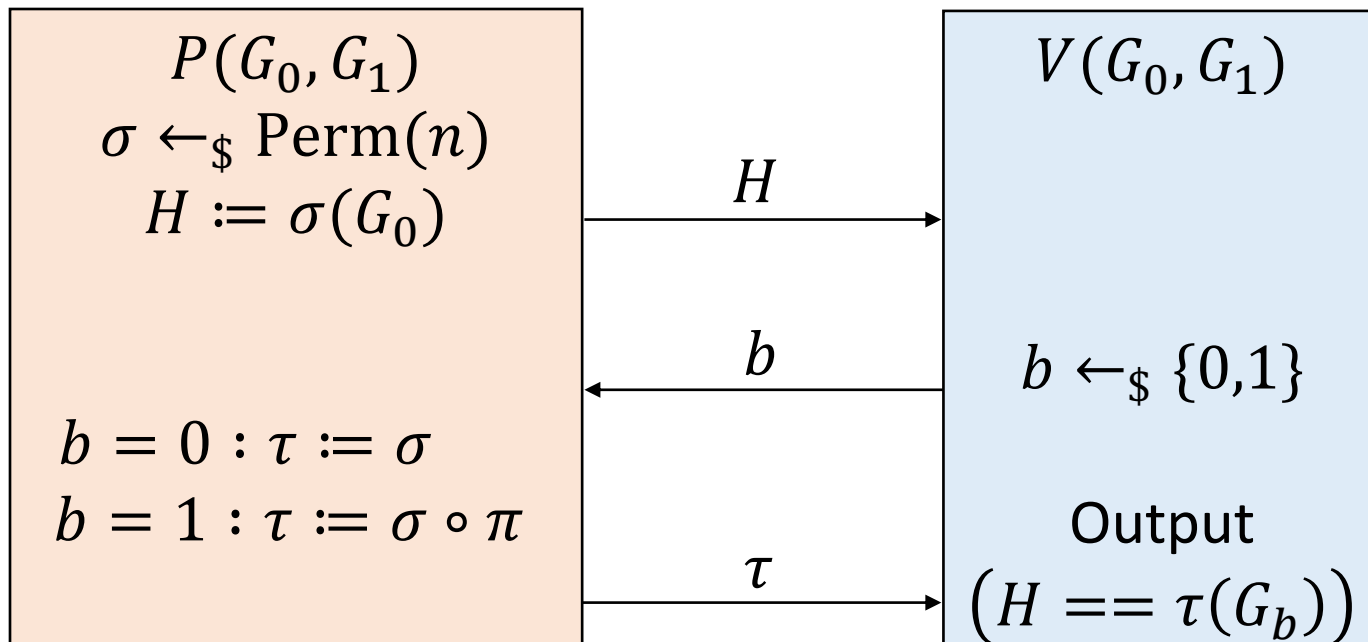 P(G₀, G₁)
σ ←$ Perm(n)
H ≔ σ(G₀)
b = 0 : τ ≔ σ
b = 1 : τ ≔ σ ∘ π
H
b
τ
V(G₀, G₁)
b ←$ {0,1}
Output
(H == τ(G_b))